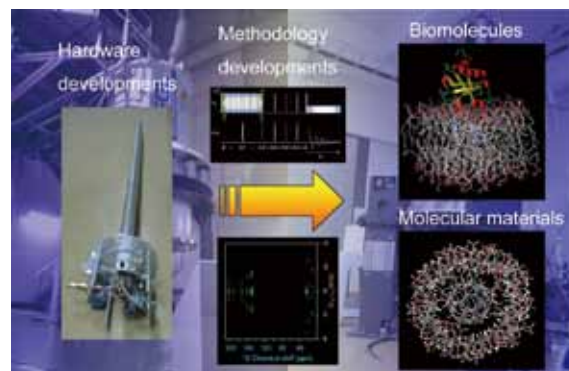 Hardware
developments
Methodology
developments
Biomolecules
Molecular materials